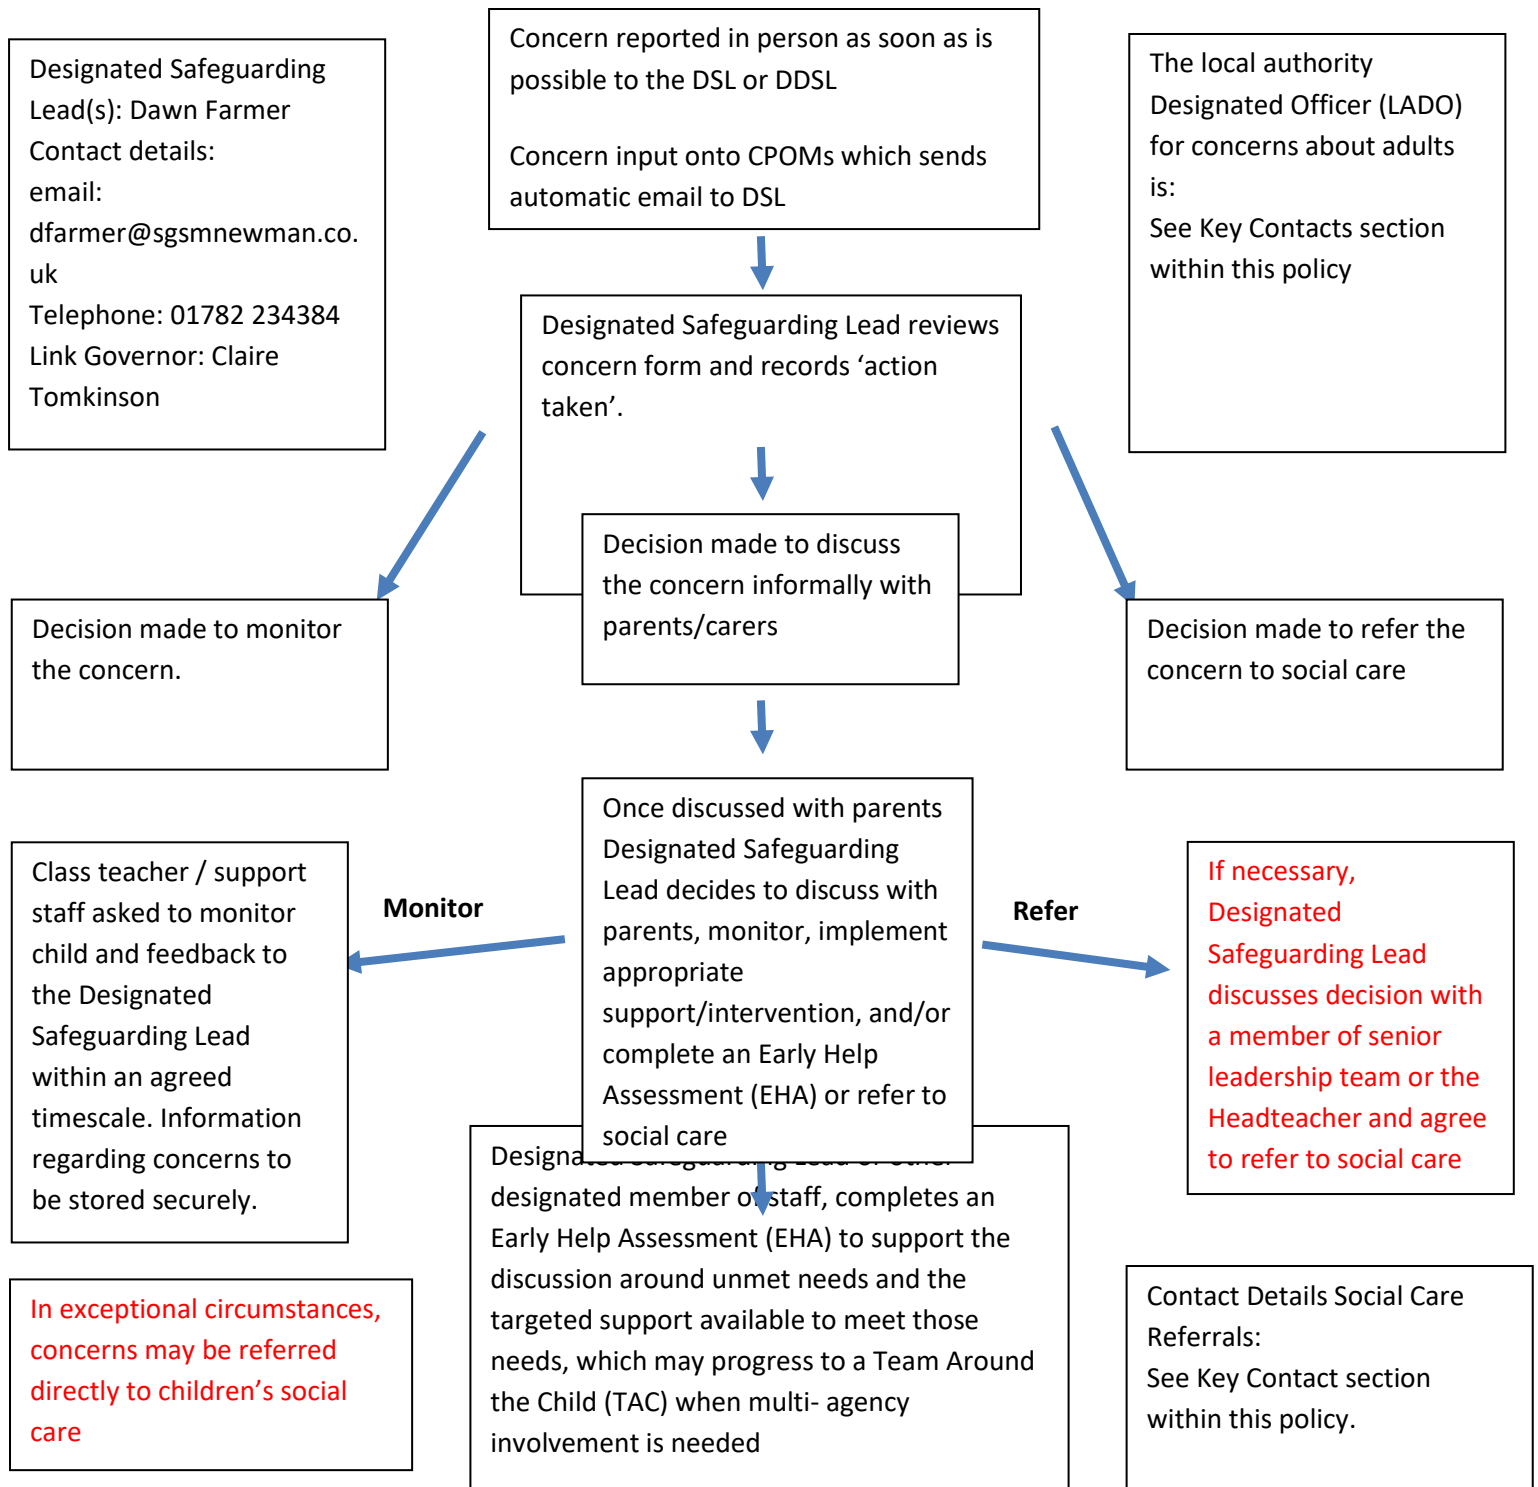 Designated Safeguarding
Lead(s): Dawn Farmer
Contact details:
email:
dfarmer@sgsmnewman.co.
uk
Telephone: 01782 234384
Link Governor: Claire
Tomkinson
Concern reported in person as soon as is
possible to the DSL or DDSL
Concern input onto CPOMs which sends
automatic email to DSL
The local authority
Designated Officer (LADO)
for concerns about adults
is:
See Key Contacts section
within this policy
Designated Safeguarding Lead reviews
concern form and records ‘action
taken’.
Decision made to discuss
the concern informally with
parents/carers
Decision made to monitor
the concern.
Decision made to refer the
concern to social care
Once discussed with parents
Designated Safeguarding
Lead decides to discuss with
parents, monitor, implement
appropriate
support/intervention, and/or
complete an Early Help
Assessment (EHA) or refer to
social care
Class teacher / support
staff asked to monitor
child and feedback to
the Designated
Safeguarding Lead
within an agreed
timescale. Information
regarding concerns to
be stored securely.
Monitor
Refer
If necessary,
Designated
Safeguarding Lead
discusses decision with
a member of senior
leadership team or the
Headteacher and agree
to refer to social care
Designated Safeguarding Lead or other
designated member of staff, completes an
Early Help Assessment (EHA) to support the
discussion around unmet needs and the
targeted support available to meet those
needs, which may progress to a Team Around
the Child (TAC) when multi- agency
involvement is needed
In exceptional circumstances,
concerns may be referred
directly to children’s social
care
Contact Details Social Care
Referrals:
See Key Contact section
within this policy.